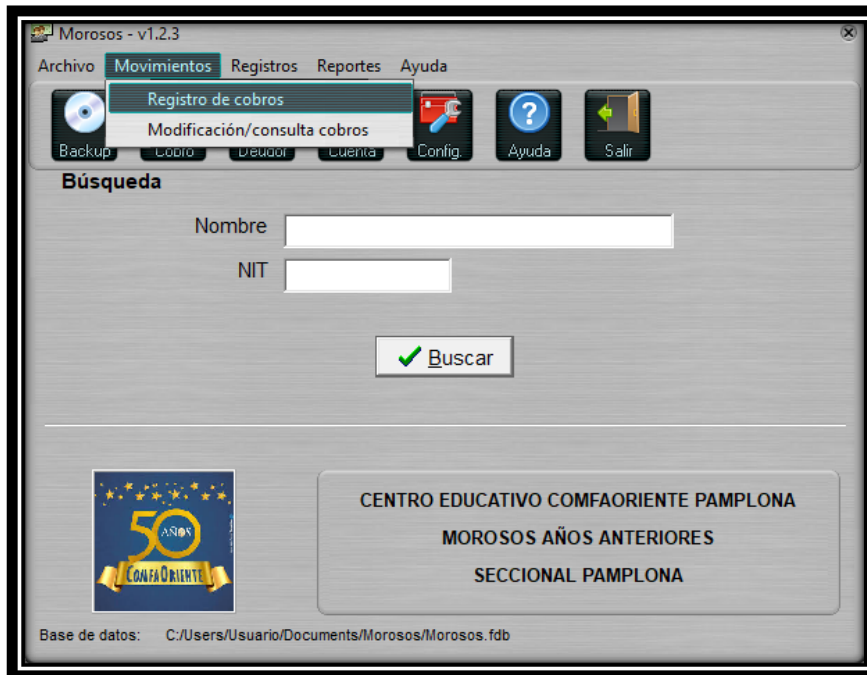 Morosos - v1.2.3
Archivo Movimientos Registros Reportes Ayuda
Registro de cobros
Modificación/consulta cobros
Backup Cobro Deudor Cuenta Config. Ayuda Salir
Búsqueda
Nombre
NIT
Buscar
50
AÑOS
COMFAORIENTE
CENTRO EDUCATIVO COMFAORIENTE PAMPLONA
MOROSOS AÑOS ANTERIORES
SECCIONAL PAMPLONA
Base de datos: C:/Users/Usuario/Documents/Morosos/Morosos.fdb